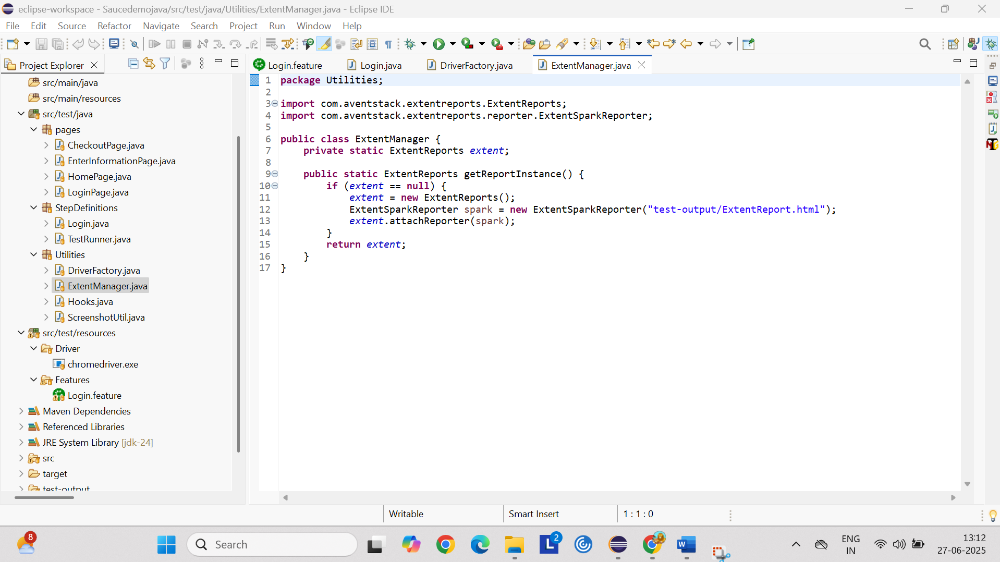 eclipse-workspace - Saucedemojava/src/test/java/Utilities/ExtentManager.java - Eclipse IDE
File Edit Source Refactor Navigate Search Project Run Window Help
Project Explorer
src/main/java
src/main/resources
src/test/java
pages
CheckoutPage.java
EnterInformationPage.java
HomePage.java
LoginPage.java
StepDefinitions
Login.java
TestRunner.java
Utilities
DriverFactory.java
ExtentManager.java
Hooks.java
ScreenshotUtil.java
src/test/resources
Driver
chromedriver.exe
Features
Login.feature
Maven Dependencies
Referenced Libraries
JRE System Library [jdk-24]
src
target
test-output
Login.feature Login.java DriverFactory.java ExtentManager.java
1 package Utilities;
2
3 import com.aventstack.extentreports.ExtentReports;
4 import com.aventstack.extentreports.reporter.ExtentSparkReporter;
5
6 public class ExtentManager {
7 private static ExtentReports extent;
8
9 public static ExtentReports getReportInstance() {
10 if (extent == null) {
11 extent = new ExtentReports();
12 ExtentSparkReporter spark = new ExtentSparkReporter("test-output/ExtentReport.html");
13 extent.attachReporter(spark);
14 }
15 return extent;
16 }
17 }
Writable Smart Insert 1 : 1 : 0
8
Search
L 2
W
ENG
IN
13:12
27-06-2025